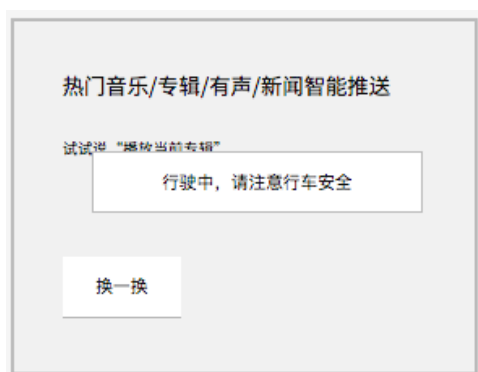 热门音乐/专辑/有声/新闻智能推送
试试说“播放当前专辑”
行驶中，请注意行车安全
换一换